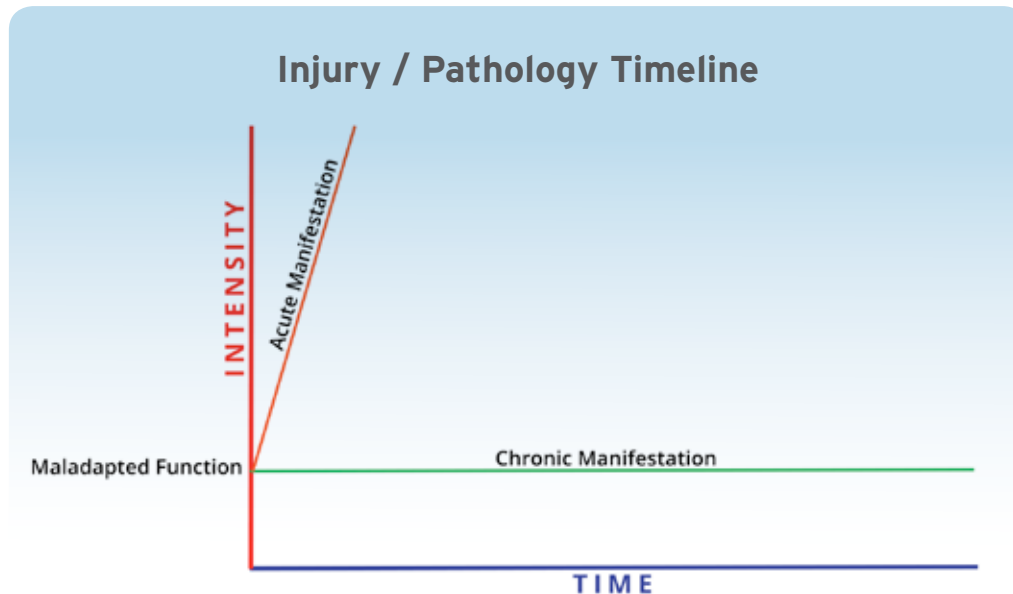 Injury / Pathology Timeline
INTENSITY
Acute Manifestation
Maladapted Function
Chronic Manifestation
TIME